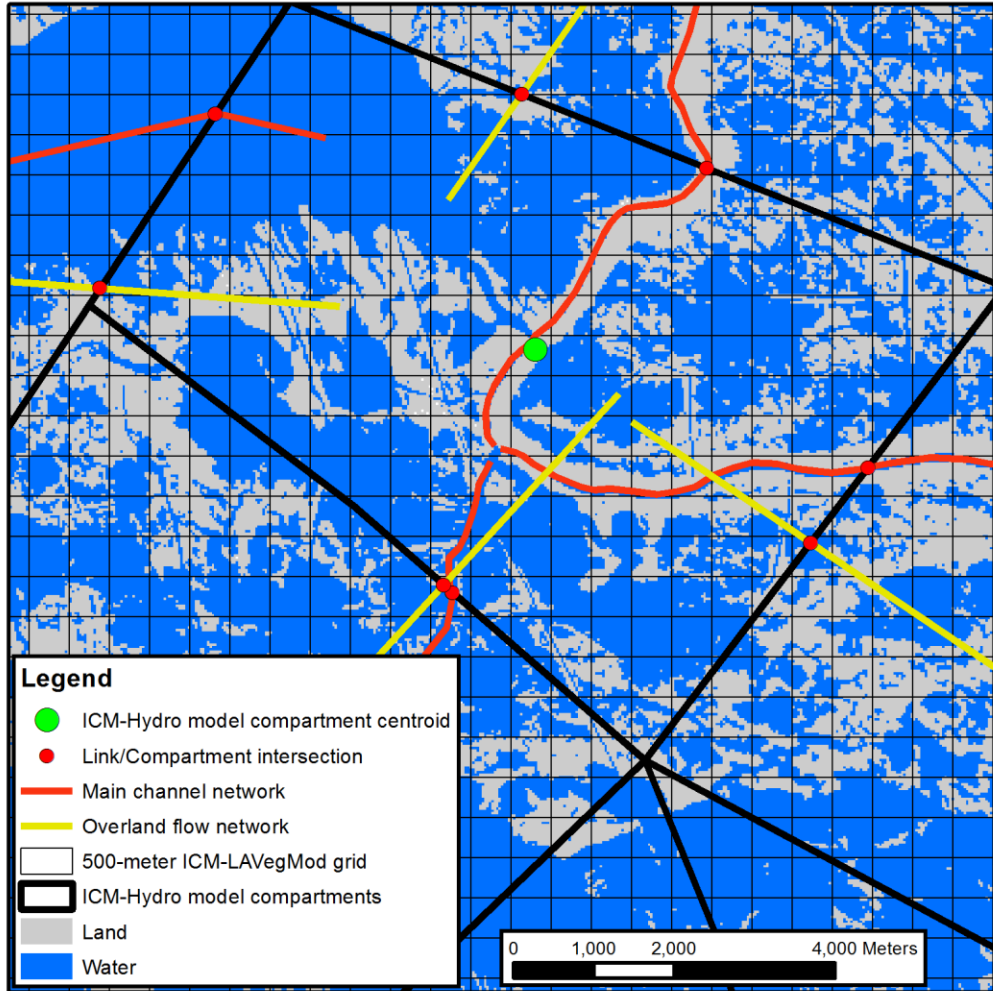 Legend
ICM-Hydro model compartment centroid
Link/Compartment intersection
Main channel network
Overland flow network
500-meter ICM-LAVegMod grid
ICM-Hydro model compartments
Land
Water
0 1,000 2,000 4,000 Meters